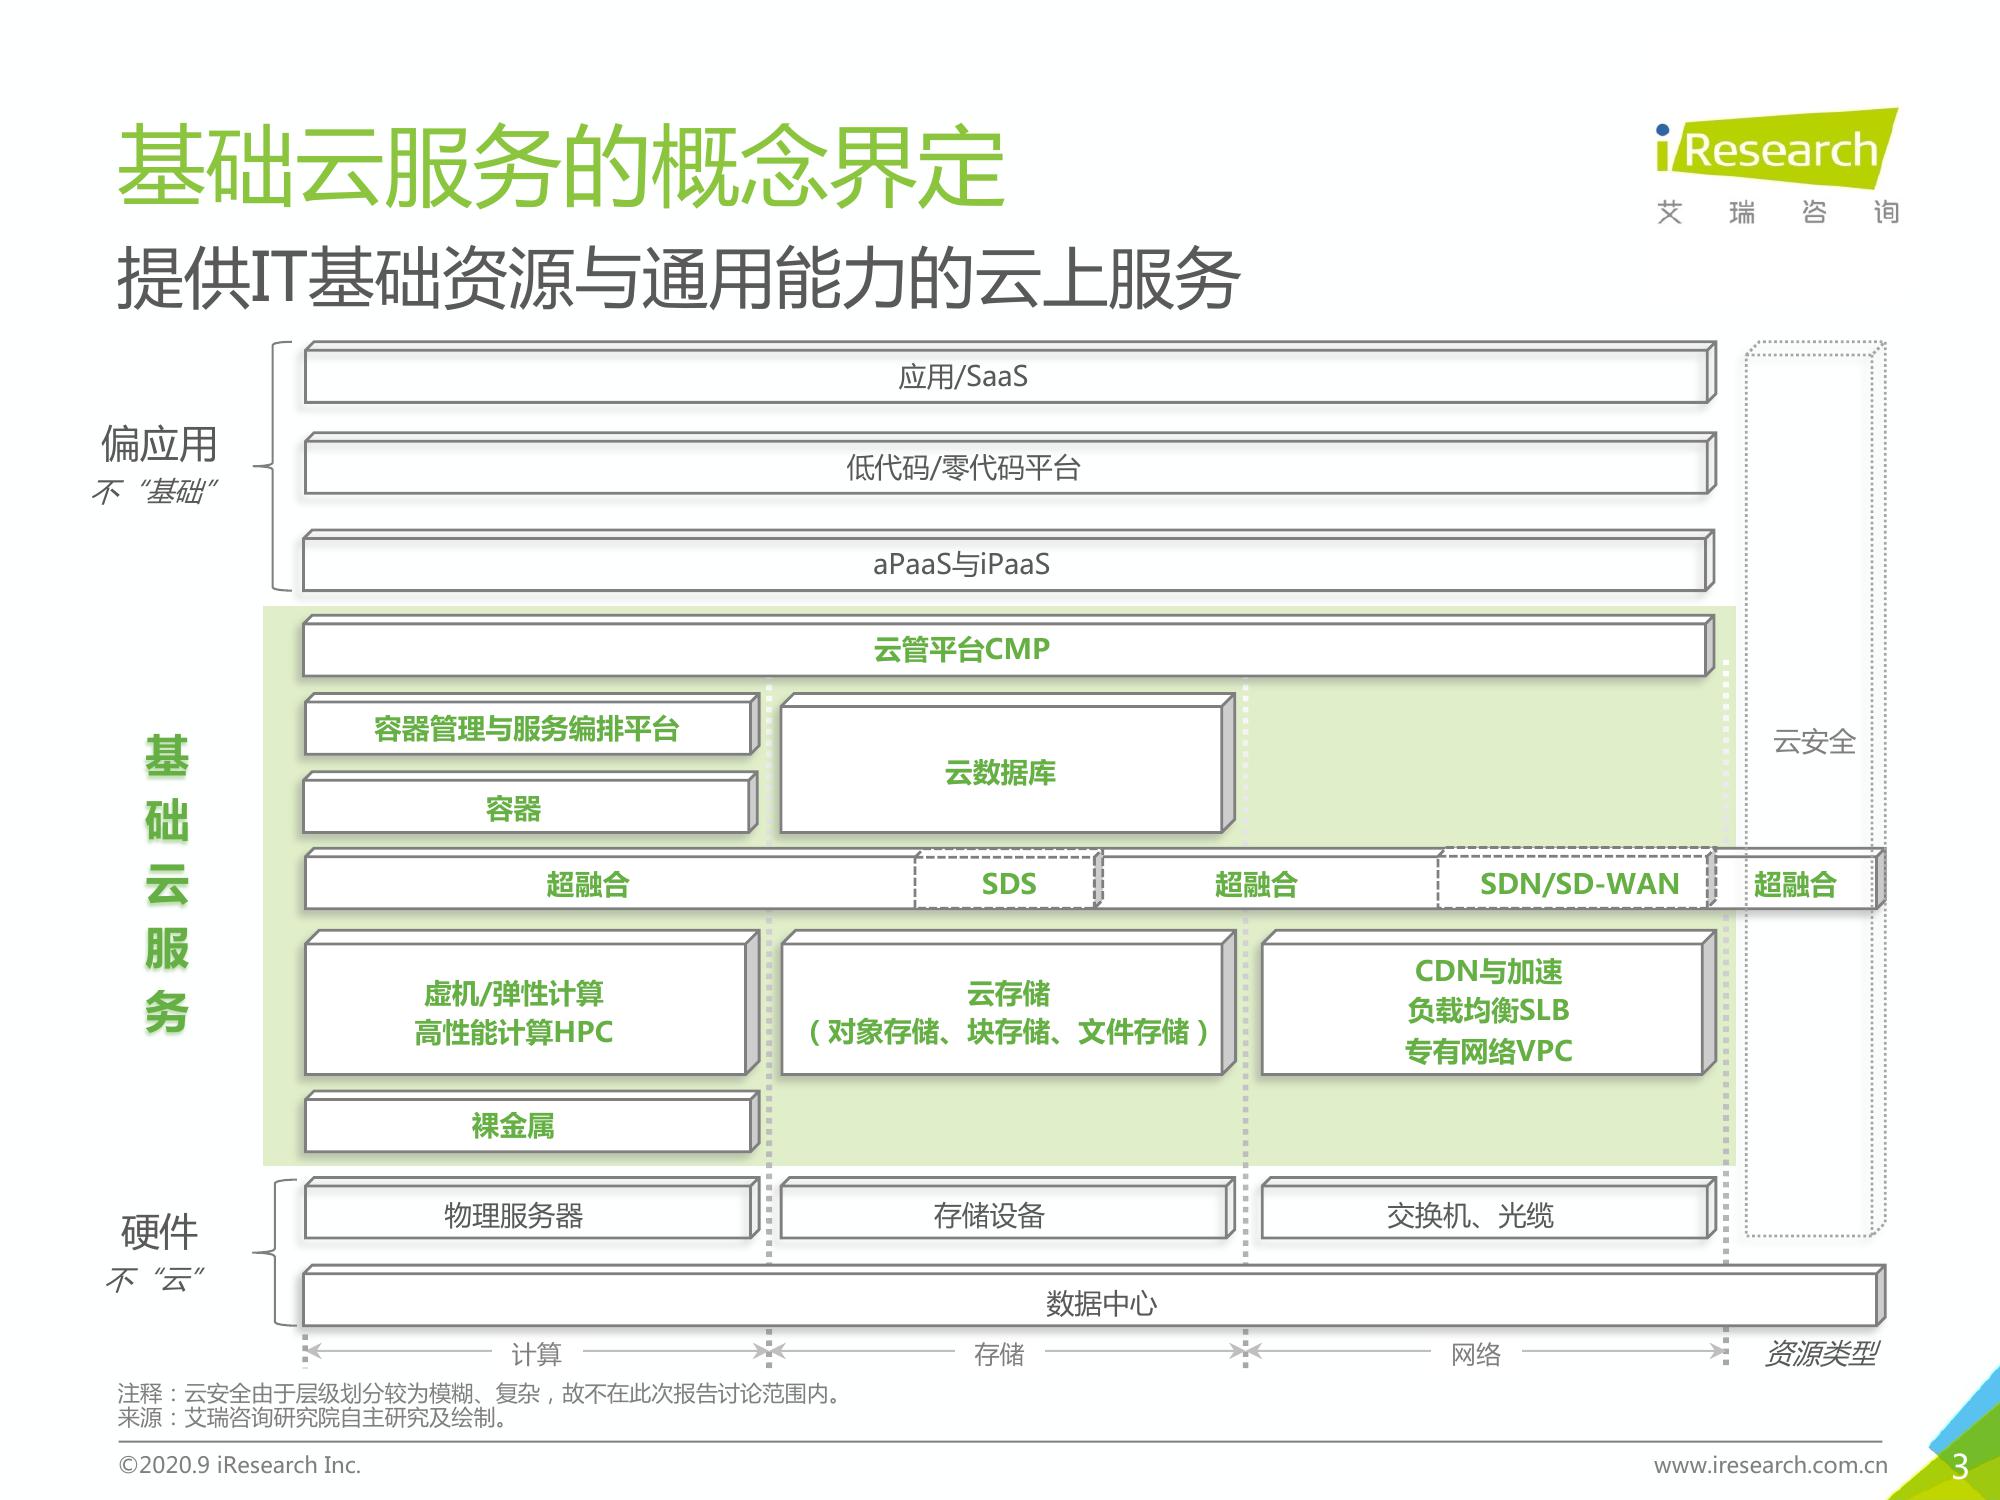 基础云服务的概念界定
iResearch
艾瑞咨询
提供IT基础资源与通用能力的云上服务
应用/SaaS
偏应用
不“基础”
低代码/零代码平台
aPaaS与iPaaS
云管平台CMP
容器管理与服务编排平台
云数据库
容器
云安全
基础云服务
超融合
SDS
超融合
SDN/SD-WAN
超融合
虚机/弹性计算
高性能计算HPC
云存储
（对象存储、块存储、文件存储）
CDN与加速
负载均衡SLB
专有网络VPC
裸金属
硬件
不“云”
物理服务器
存储设备
交换机、光缆
数据中心
计算
存储
网络
资源类型
注释：云安全由于层级划分较为模糊、复杂，故不在此次报告讨论范围内。
来源：艾瑞咨询研究院自主研究及绘制。
©2020.9 iResearch Inc.
www.iresearch.com.cn
3